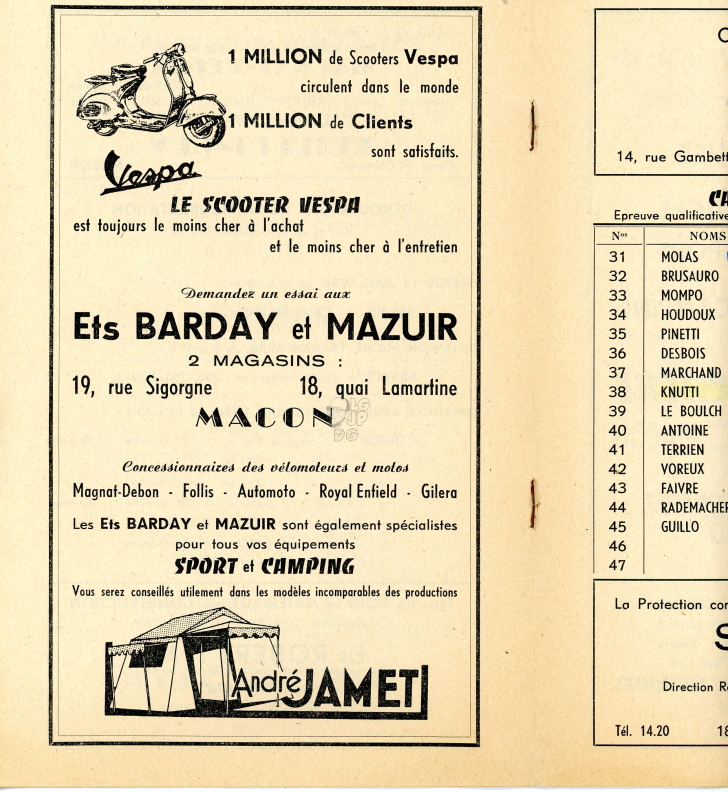 1 MILLION de Scooters Vespa
circulent dans le monde
1 MILLION de Clients
sont satisfaits.
Vespa
LE SCOOTER VESPA
est toujours le moins cher à l'achat
et le moins cher à l'entretien
Demandez un essai aux
Ets BARDAY et MAZUIR
2 MAGASINS :
19, rue Sigorgne 18, quai Lamartine
MACON
Concessionnaires des vélomoteurs et motos
Magnat-Debon - Follis - Automoto - Royal Enfield - Gilera
Les Ets BARDAY et MAZUIR sont également spécialistes
pour tous vos équipements
SPORT et CAMPING
Vous serez conseillés utilement dans les modèles incomparables des productions
André JAMET
14, rue Gambett
CA
Epreuve qualificative
Nos NOMS
31 MOLAS
32 BRUSAURO
33 MOMPO
34 HOUDOUX
35 PINETTI
36 DESBOIS
37 MARCHAND
38 KNUTTI
39 LE BOULCH
40 ANTOINE
41 TERRIEN
42 VOREUX
43 FAIVRE
44 RADEMACHER
45 GUILLO
46
47
La Protection con
S
Direction R
Tél. 14.20 18